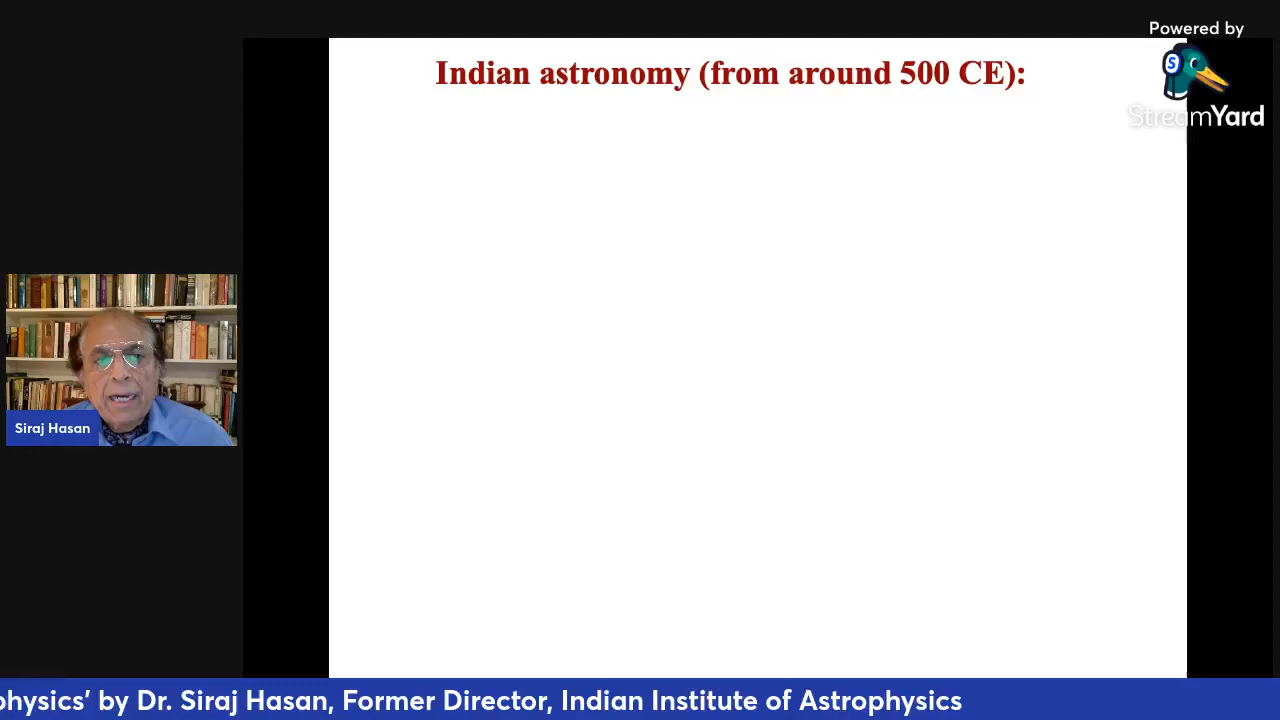 Powered by
Indian astronomy (from around 500 CE):
S
StreamYard
Siraj Hasan
physics' by Dr. Siraj Hasan, Former Director, Indian Institute of Astrophysics